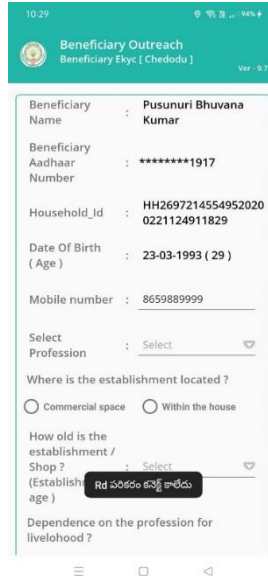 10:29
94%
Beneficiary Outreach
Beneficiary Ekyc [ Chedodu ]
Ver - 9.7
Beneficiary Name : Pusunuri Bhuvana Kumar
Beneficiary Aadhaar Number : ********1917
Household_Id : HH26972145549520200221124911829
Date Of Birth ( Age ) : 23-03-1993 ( 29 )
Mobile number : 8659889999
Select Profession : Select
Where is the establishment located ?
Commercial space Within the house
How old is the establishment / Shop ? (Establish age ) : Select
Rd పరికరం కనెక్ట్ కాలేదు
Dependence on the profession for livelohood ?